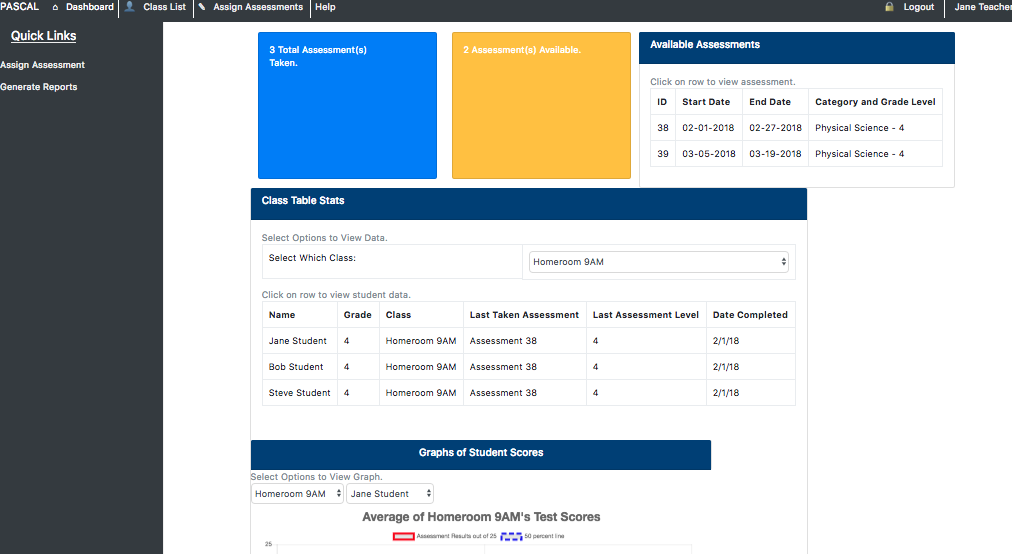 PASCAL Dashboard Class List Assign Assessments Help Logout Jane Teacher
Quick Links
Assign Assessment
Generate Reports
3 Total Assessment(s)
Taken.
2 Assessment(s) Available.
Available Assessments
Click on row to view assessment.
ID Start Date End Date Category and Grade Level
38 02-01-2018 02-27-2018 Physical Science - 4
39 03-05-2018 03-19-2018 Physical Science - 4
Class Table Stats
Select Options to View Data.
Select Which Class: Homeroom 9AM
Click on row to view student data.
Name Grade Class Last Taken Assessment Last Assessment Level Date Completed
Jane Student 4 Homeroom 9AM Assessment 38 4 2/1/18
Bob Student 4 Homeroom 9AM Assessment 38 4 2/1/18
Steve Student 4 Homeroom 9AM Assessment 38 4 2/1/18
Graphs of Student Scores
Select Options to View Graph.
Homeroom 9AM Jane Student
Average of Homeroom 9AM's Test Scores
Assessment Results out of 25 50 percent line
25